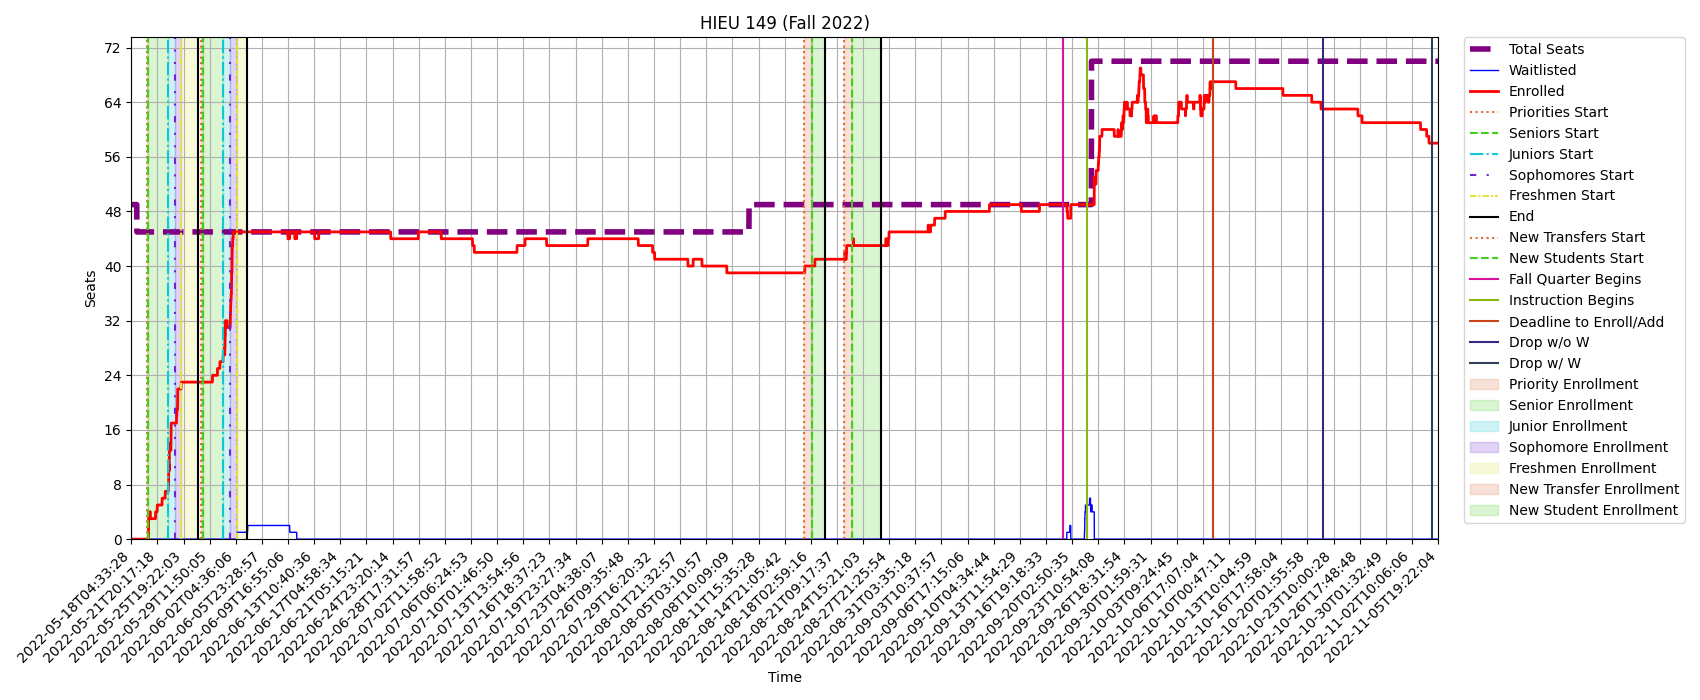 HIEU 149 (Fall 2022)
Seats
72
64
56
48
40
32
24
16
8
0
2022-05-18T04:33:28
2022-05-21T20:17:18
2022-05-25T19:22:03
2022-05-29T11:50:05
2022-06-02T04:36:06
2022-06-05T23:28:57
2022-06-09T16:55:06
2022-06-13T10:40:36
2022-06-17T04:58:34
2022-06-21T05:15:21
2022-06-24T23:20:14
2022-06-28T17:31:57
2022-07-02T11:58:52
2022-07-06T06:24:53
2022-07-10T01:46:50
2022-07-13T13:54:56
2022-07-16T18:37:23
2022-07-19T23:27:34
2022-07-23T04:38:07
2022-07-26T09:35:48
2022-07-29T16:20:32
2022-08-01T21:32:57
2022-08-05T03:10:57
2022-08-08T10:09:09
2022-08-11T15:35:28
2022-08-14T21:05:42
2022-08-18T02:59:16
2022-08-21T09:17:37
2022-08-24T15:21:03
2022-08-27T21:25:54
2022-08-31T03:35:18
2022-09-03T10:37:57
2022-09-06T17:15:06
2022-09-10T04:34:44
2022-09-13T11:54:29
2022-09-16T19:18:33
2022-09-20T02:50:35
2022-09-23T10:54:08
2022-09-26T18:31:54
2022-09-30T01:59:31
2022-10-03T09:24:45
2022-10-06T17:07:04
2022-10-10T00:47:11
2022-10-13T10:04:59
2022-10-16T17:58:04
2022-10-20T01:55:58
2022-10-23T10:00:28
2022-10-26T17:48:48
2022-10-30T01:32:49
2022-11-02T10:06:06
2022-11-05T19:22:04
Time
Total Seats
Waitlisted
Enrolled
Priorities Start
Seniors Start
Juniors Start
Sophomores Start
Freshmen Start
End
New Transfers Start
New Students Start
Fall Quarter Begins
Instruction Begins
Deadline to Enroll/Add
Drop w/o W
Drop w/ W
Priority Enrollment
Senior Enrollment
Junior Enrollment
Sophomore Enrollment
Freshmen Enrollment
New Transfer Enrollment
New Student Enrollment